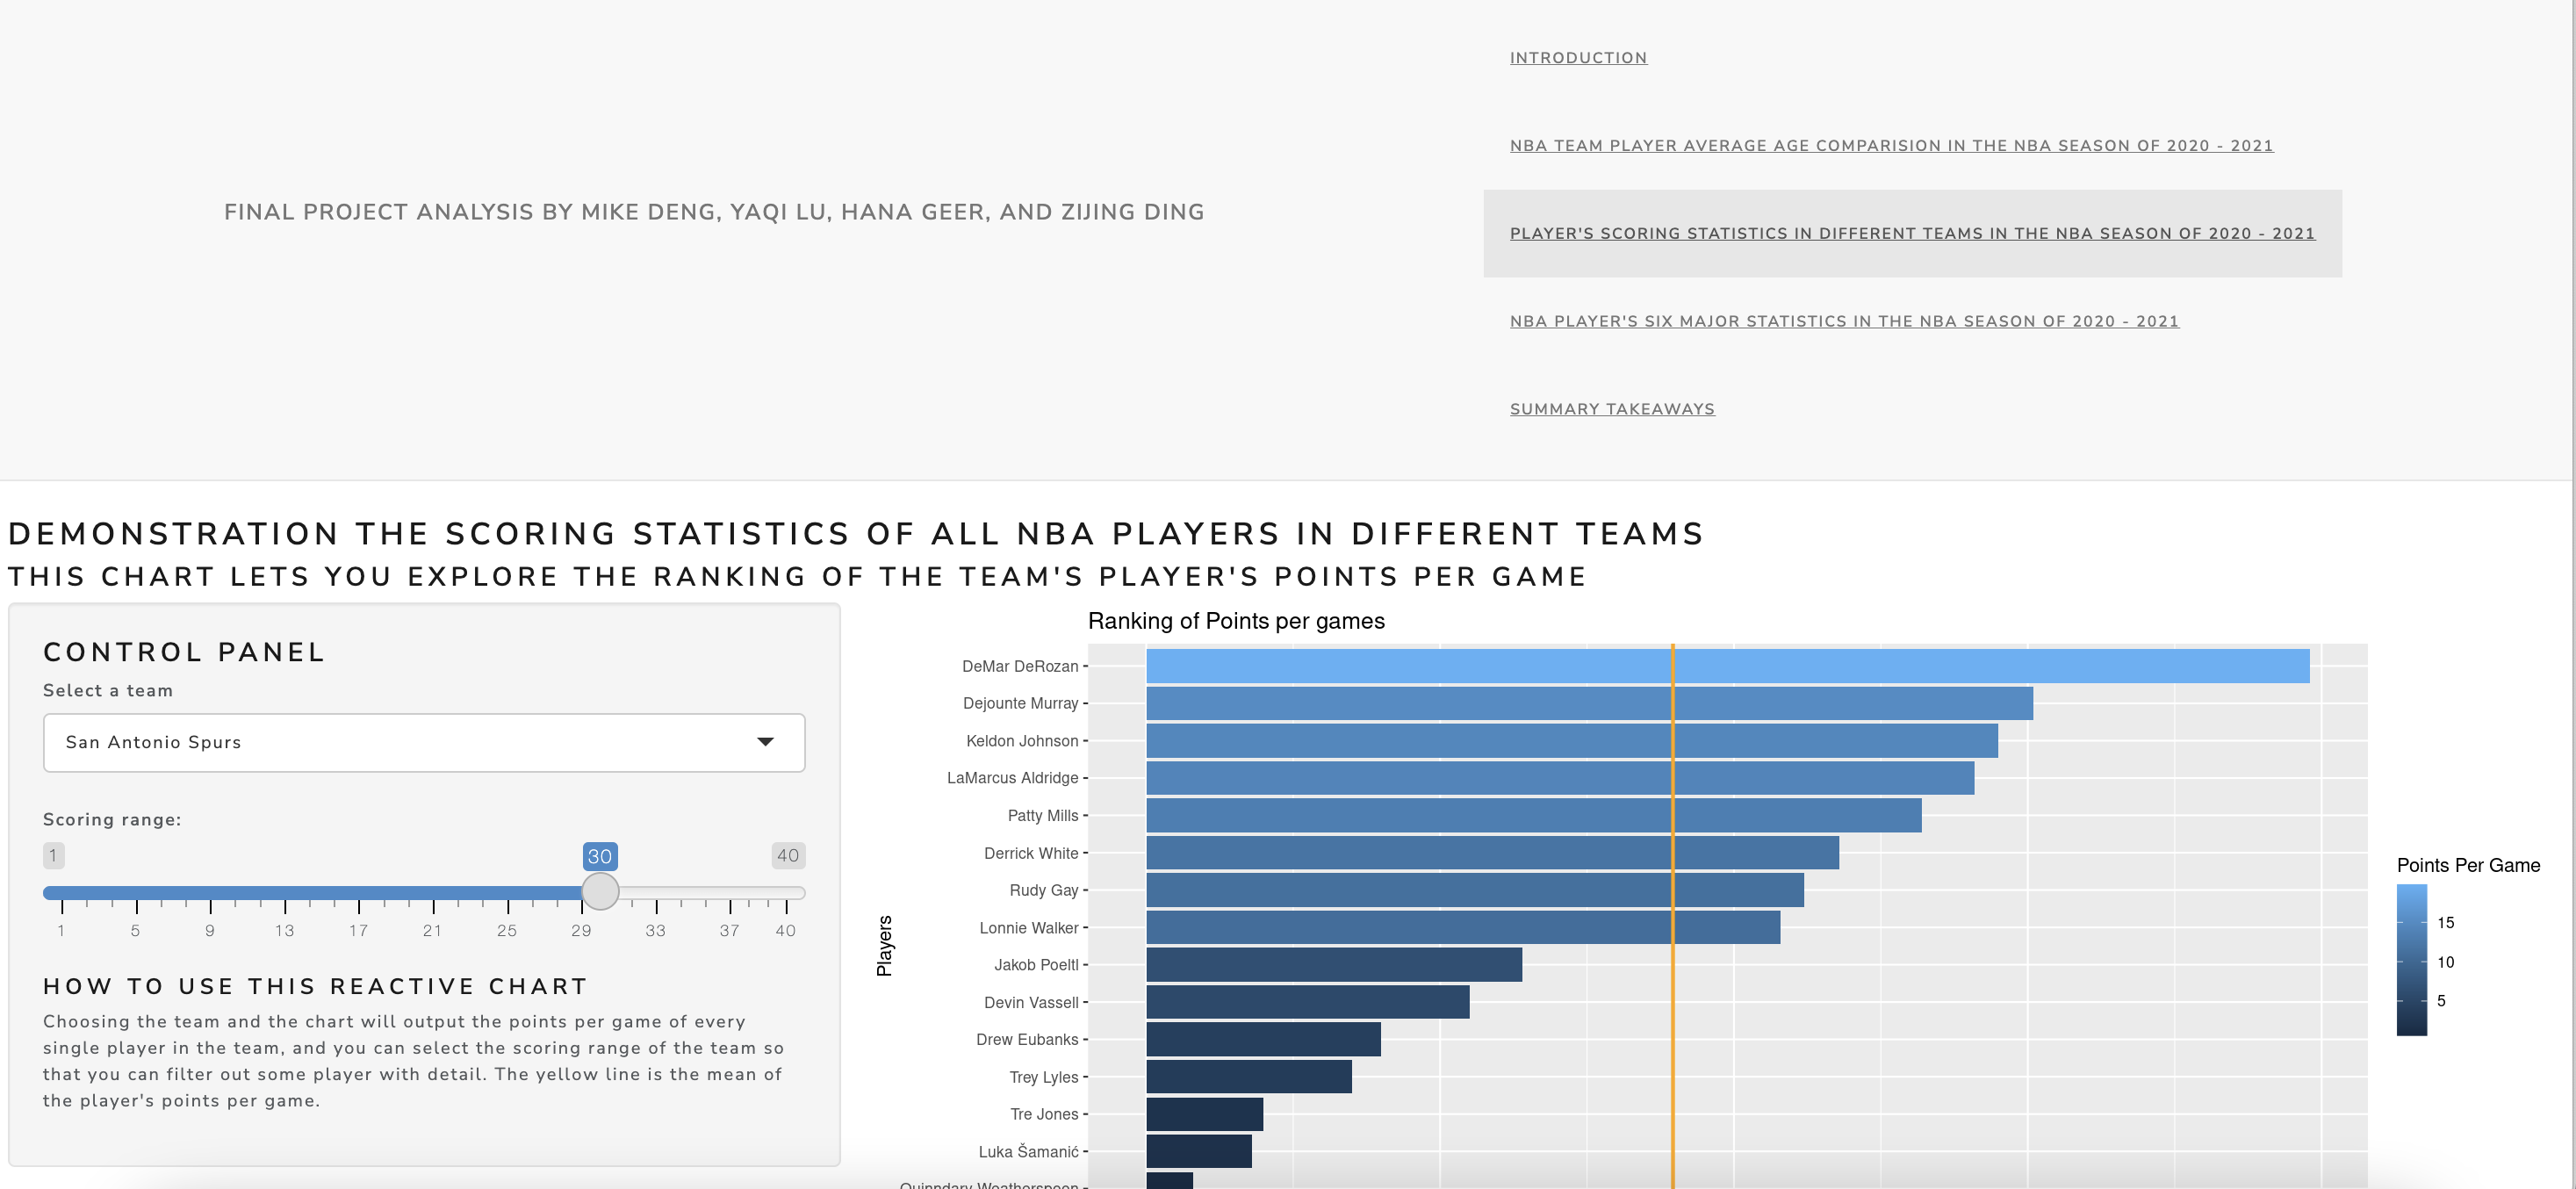 INTRODUCTION
NBA TEAM PLAYER AVERAGE AGE COMPARISION IN THE NBA SEASON OF 2020 - 2021
FINAL PROJECT ANALYSIS BY MIKE DENG, YAQI LU, HANA GEER, AND ZIJING DING
PLAYER'S SCORING STATISTICS IN DIFFERENT TEAMS IN THE NBA SEASON OF 2020 - 2021
NBA PLAYER'S SIX MAJOR STATISTICS IN THE NBA SEASON OF 2020 - 2021
SUMMARY TAKEAWAYS
DEMONSTRATION THE SCORING STATISTICS OF ALL NBA PLAYERS IN DIFFERENT TEAMS
THIS CHART LETS YOU EXPLORE THE RANKING OF THE TEAM'S PLAYER'S POINTS PER GAME
CONTROL PANEL
Select a team
San Antonio Spurs
Scoring range:
1 30 40
1 5 9 13 17 21 25 29 33 37 40
HOW TO USE THIS REACTIVE CHART
Choosing the team and the chart will output the points per game of every
single player in the team, and you can select the scoring range of the team so
that you can filter out some player with detail. The yellow line is the mean of
the player's points per game.
Ranking of Points per games
Players
DeMar DeRozan
Dejounte Murray
Keldon Johnson
LaMarcus Aldridge
Patty Mills
Derrick White
Rudy Gay
Lonnie Walker
Jakob Poeltl
Devin Vassell
Drew Eubanks
Trey Lyles
Tre Jones
Luka Šamanić
Quinndary Weatherspoon
Points Per Game
15
10
5